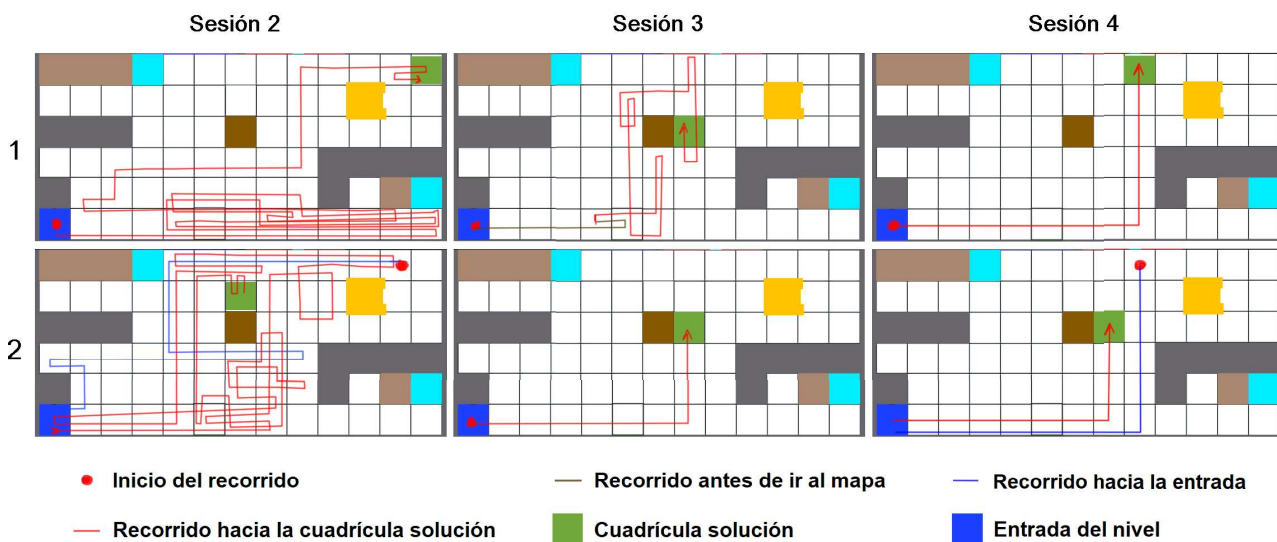 Sesión 2 Sesión 3 Sesión 4
1
2
Inicio del recorrido Recorrido antes de ir al mapa Recorrido hacia la entrada
Recorrido hacia la cuadrícula solución Cuadrícula solución Entrada del nivel